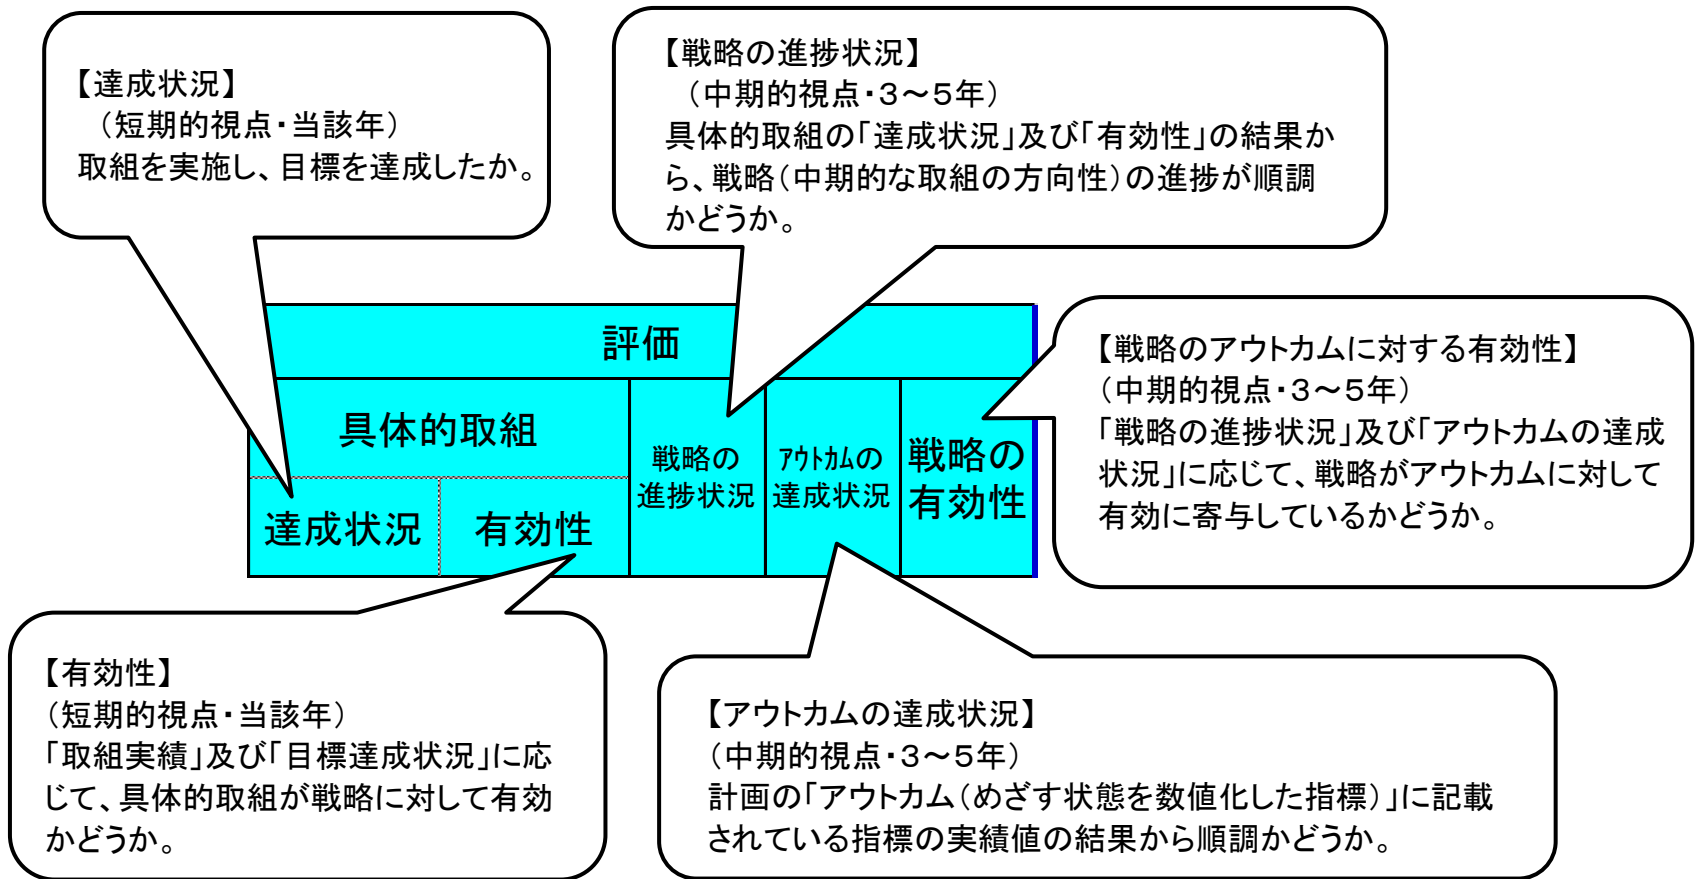 【達成状況】
（短期的視点・当該年）
取組を実施し、目標を達成したか。
【戦略の進捗状況】
（中期的視点・３～５年）
具体的取組の「達成状況」及び「有効性」の結果か
ら、戦略（中期的な取組の方向性）の進捗が順調
かどうか。
評価
具体的取組
達成状況
有効性
戦略の
進捗状況
ｱｳﾄｶﾑの
達成状況
戦略の
有効性
【戦略のアウトカムに対する有効性】
（中期的視点・３～５年）
「戦略の進捗状況」及び「アウトカムの達成
状況」に応じて、戦略がアウトカムに対して
有効に寄与しているかどうか。
【有効性】
（短期的視点・当該年）
「取組実績」及び「目標達成状況」に応
じて、具体的取組が戦略に対して有効
かどうか。
【アウトカムの達成状況】
（中期的視点・３～５年）
計画の「アウトカム（めざす状態を数値化した指標）」に記載
されている指標の実績値の結果から順調かどうか。